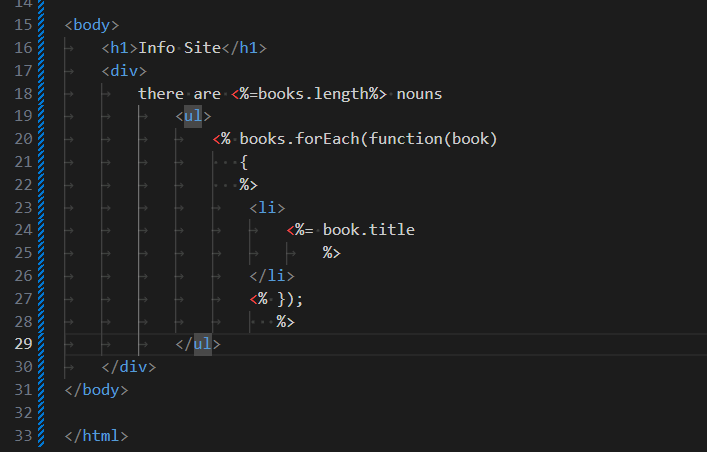 14
15 <body>
16 <h1>Info Site</h1>
17 <div>
18 there are <%=books.length%> nouns
19 <ul>
20 <% books.forEach(function(book)
21 {
22 %>
23 <li>
24 <%= book.title
25 %>
26 </li>
27 <% });
28 %>
29 </ul>
30 </div>
31 </body>
32
33 </html>